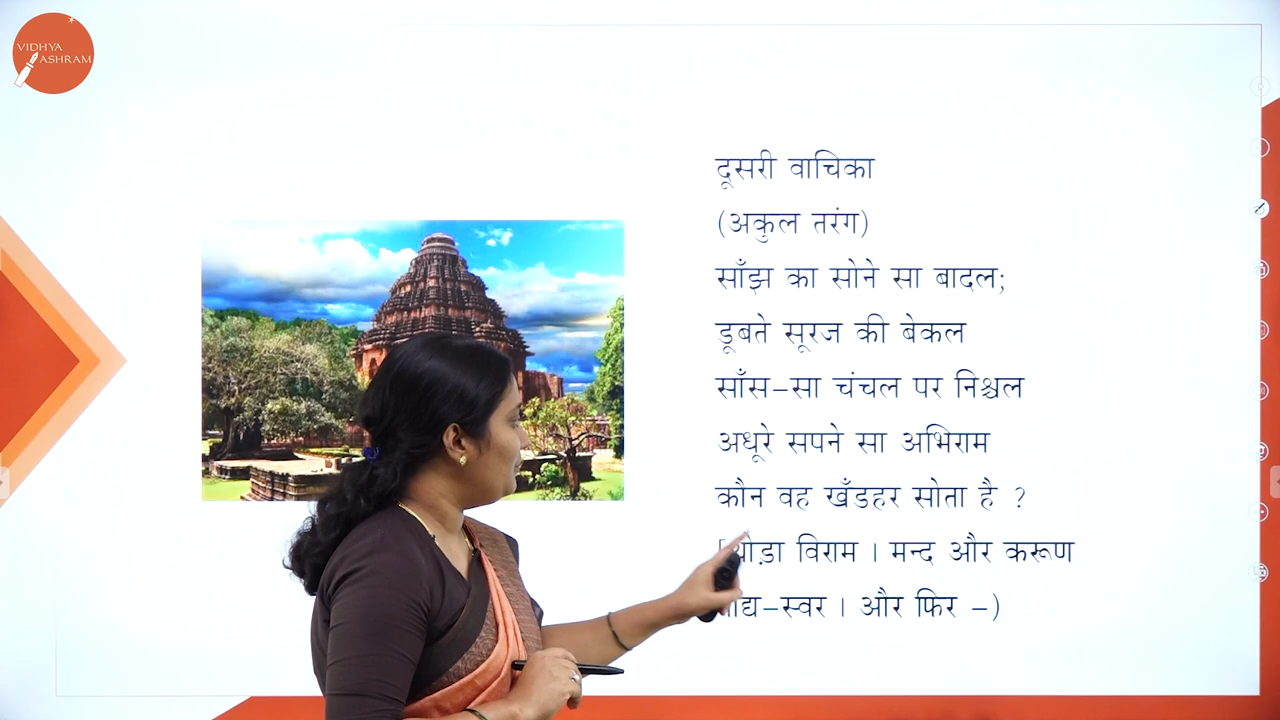 VIDHYA
ASHRAM
दूसरी वाचिका
(अकुल तरंग)
साँझ का सोने सा बादल;
डूबते सूरज की बेकल
साँस-सा चंचल पर निश्चल
अधूरे सपने सा अभिराम
कौन वह खँडहर सोता है ?
विराम । मन्द और करूण
स्वर । और फिर -)